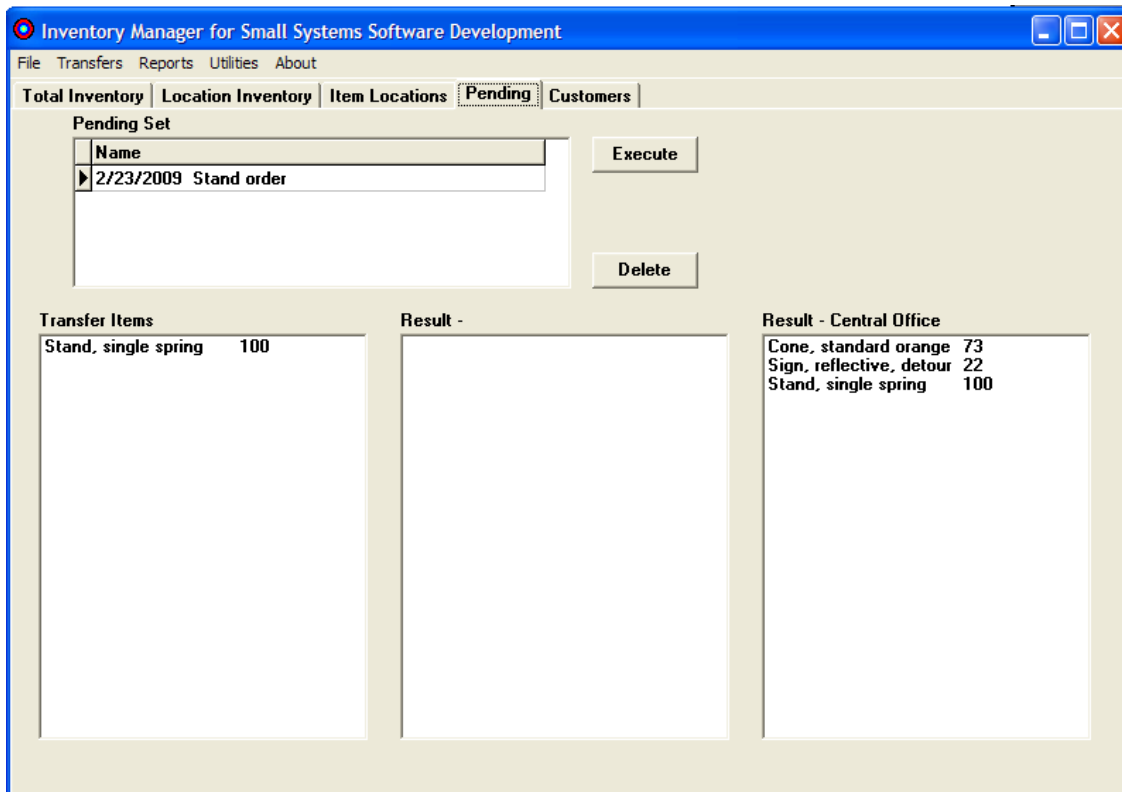 Inventory Manager for Small Systems Software Development
File Transfers Reports Utilities About
Total Inventory Location Inventory Item Locations Pending Customers
Pending Set
Name
2/23/2009 Stand order
Execute
Delete
Transfer Items
Stand, single spring 100
Result -
Result - Central Office
Cone, standard orange 73
Sign, reflective, detour 22
Stand, single spring 100